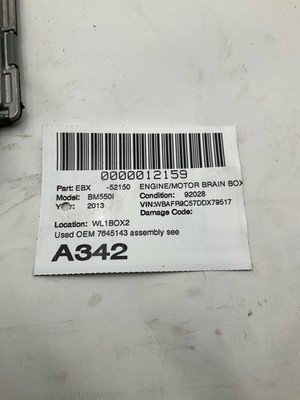 0000012159
Part: EBX -52150 ENGINE/MOTOR BRAIN BOX
Model: BM550I Condition: 92028
Year: 2013 VIN:WBAFR9C57DDX79517
Damage Code:
Location: WL1BOX2
Used OEM 7645143 assembly see
A342